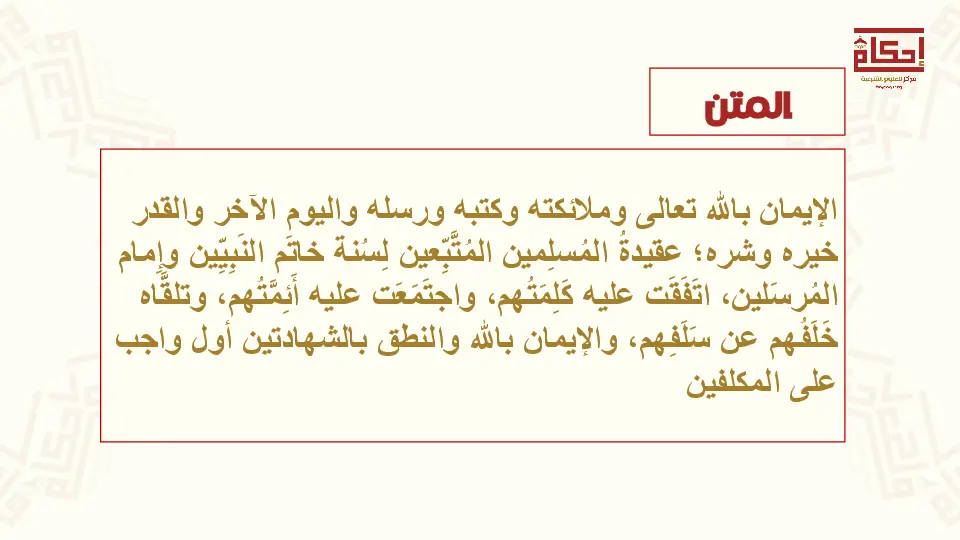 إحكام
مركز للعلوم الشرعية
المتن
الإيمان بالله تعالى وملائكته وكتبه ورسله واليوم الآخر والقدر
خيره وشره؛ عقيدةُ المُسلِمين المُتَّبِّعين لِسُنة خاتَم النَبِيِّين وإِمام
المُرسَلين، اتَفَقَت عليه كَلِمَتُهم، واجتَمَعَت عليه أَئِمَّتُهم، وتلقَّاه
خَلَفُهم عن سَلَفِهم، والإيمان بالله والنطق بالشهادتين أول واجب
على المكلفين